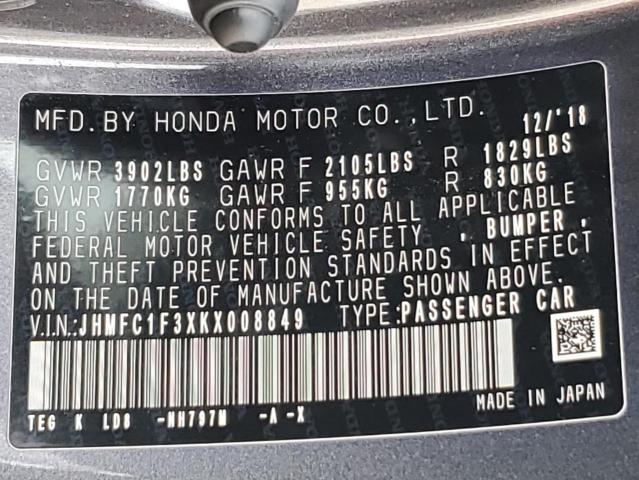 MFD. BY HONDA MOTOR CO., LTD. 12/'18
GVWR 3902LBS GAWR F 2105LBS R 1829LBS
GVWR 1770KG GAWR F 955KG R 830KG
THIS VEHICLE CONFORMS TO ALL APPLICABLE
FEDERAL MOTOR VEHICLE SAFETY , BUMPER ,
AND THEFT PREVENTION STANDARDS IN EFFECT
ON THE DATE OF MANUFACTURE SHOWN ABOVE.
V.I.N.:JHMFC1F3XKX008849 TYPE:PASSENGER CAR
TEG K LD8 -NH797M -A -X MADE IN JAPAN